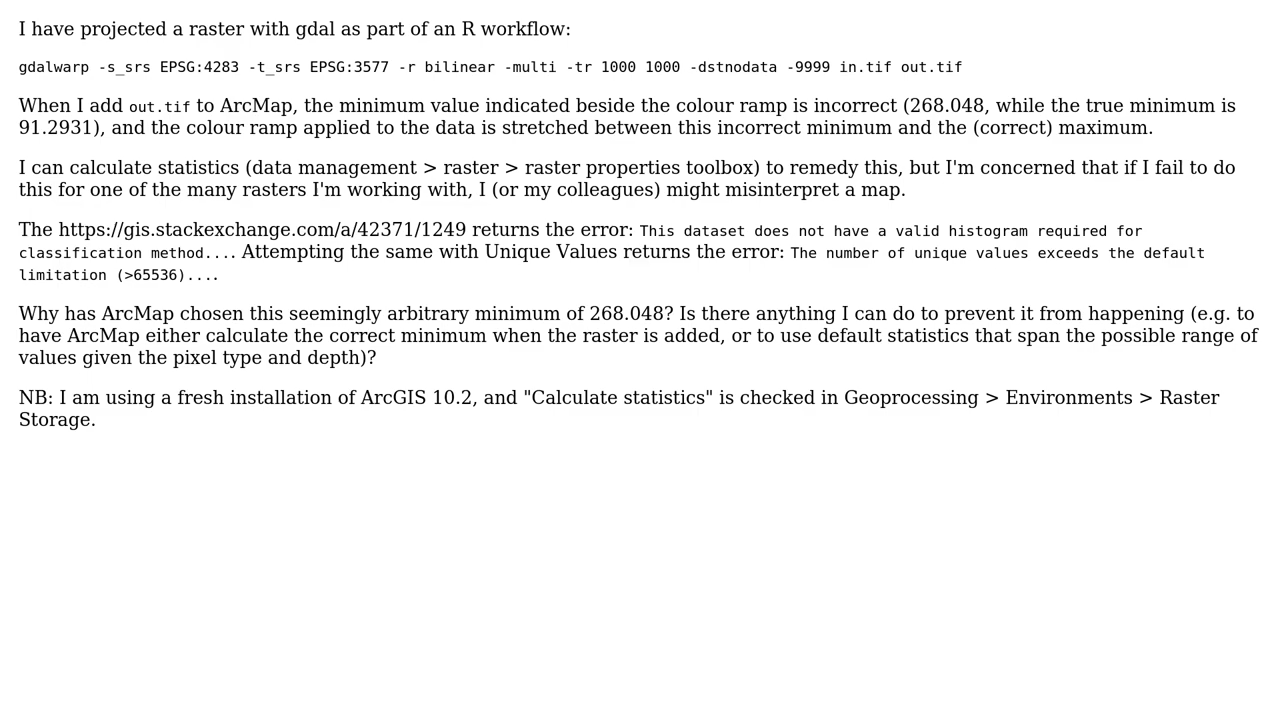 I have projected a raster with gdal as part of an R workflow:
gdalwarp -s_srs EPSG:4283 -t_srs EPSG:3577 -r bilinear -multi -tr 1000 1000 -dstnodata -9999 in.tif out.tif
When I add out.tif to ArcMap, the minimum value indicated beside the colour ramp is incorrect (268.048, while the true minimum is
91.2931), and the colour ramp applied to the data is stretched between this incorrect minimum and the (correct) maximum.
I can calculate statistics (data management > raster > raster properties toolbox) to remedy this, but I'm concerned that if I fail to do
this for one of the many rasters I'm working with, I (or my colleagues) might misinterpret a map.
The https://gis.stackexchange.com/a/42371/1249 returns the error: This dataset does not have a valid histogram required for
classification method.... Attempting the same with Unique Values returns the error: The number of unique values exceeds the default
limitation (>65536)....
Why has ArcMap chosen this seemingly arbitrary minimum of 268.048? Is there anything I can do to prevent it from happening (e.g. to
have ArcMap either calculate the correct minimum when the raster is added, or to use default statistics that span the possible range of
values given the pixel type and depth)?
NB: I am using a fresh installation of ArcGIS 10.2, and "Calculate statistics" is checked in Geoprocessing > Environments > Raster
Storage.